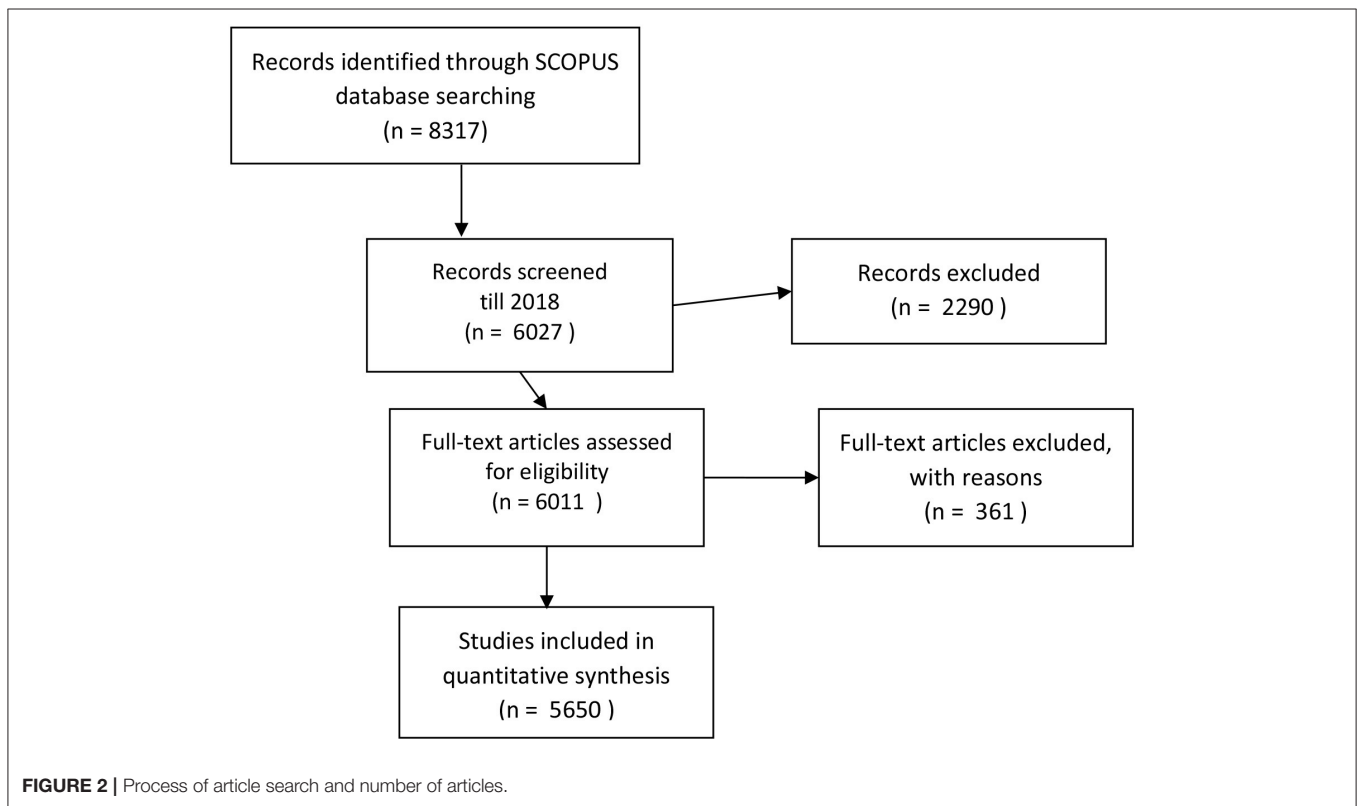 Records identified through SCOPUS
database searching
(n = 8317)
Records screened
till 2018
(n = 6027 )
Records excluded
(n = 2290 )
Full-text articles assessed
for eligibility
(n = 6011 )
Full-text articles excluded,
with reasons
(n = 361 )
Studies included in
quantitative synthesis
(n = 5650 )
FIGURE 2 | Process of article search and number of articles.